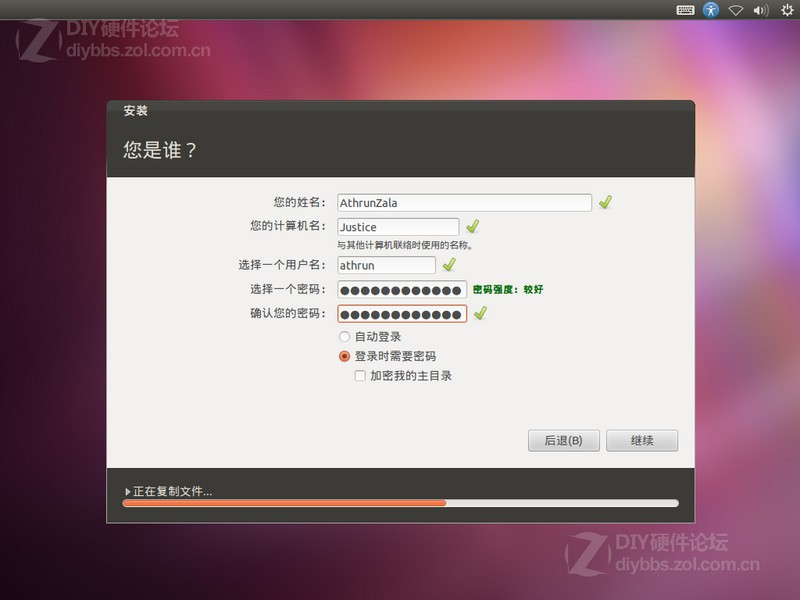 DIY硬件论坛
diybbs.zol.com.cn
安装
您是谁？
您的姓名： AthrunZala
您的计算机名： Justice
与其他计算机联络时使用的名称。
选择一个用户名： athrun
选择一个密码： ●●●●●●●●●●●● 密码强度：较好
确认您的密码： ●●●●●●●●●●●●
自动登录
登录时需要密码
加密我的主目录
后退(B) 继续
正在复制文件...
DIY硬件论坛
diybbs.zol.com.cn